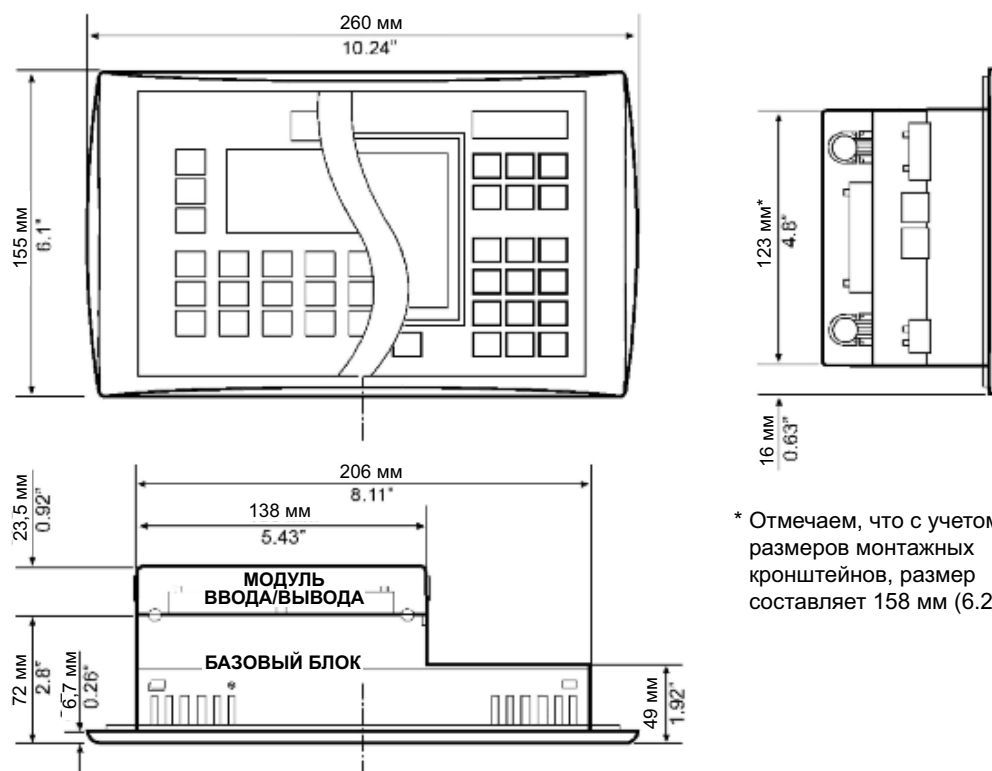 260 мм
10.24"
155 мм
6.1"
123 мм*
4.8"
16 мм
0.63"
206 мм
8.11"
138 мм
5.43"
23,5 мм
0.92"
МОДУЛЬ
ВВОДА/ВЫВОДА
БАЗОВЫЙ БЛОК
72 мм
2.8"
6,7 мм
0.26"
49 мм
1.92"
* Отмечаем, что с учетом
размеров монтажных
кронштейнов, размер
составляет 158 мм (6.2